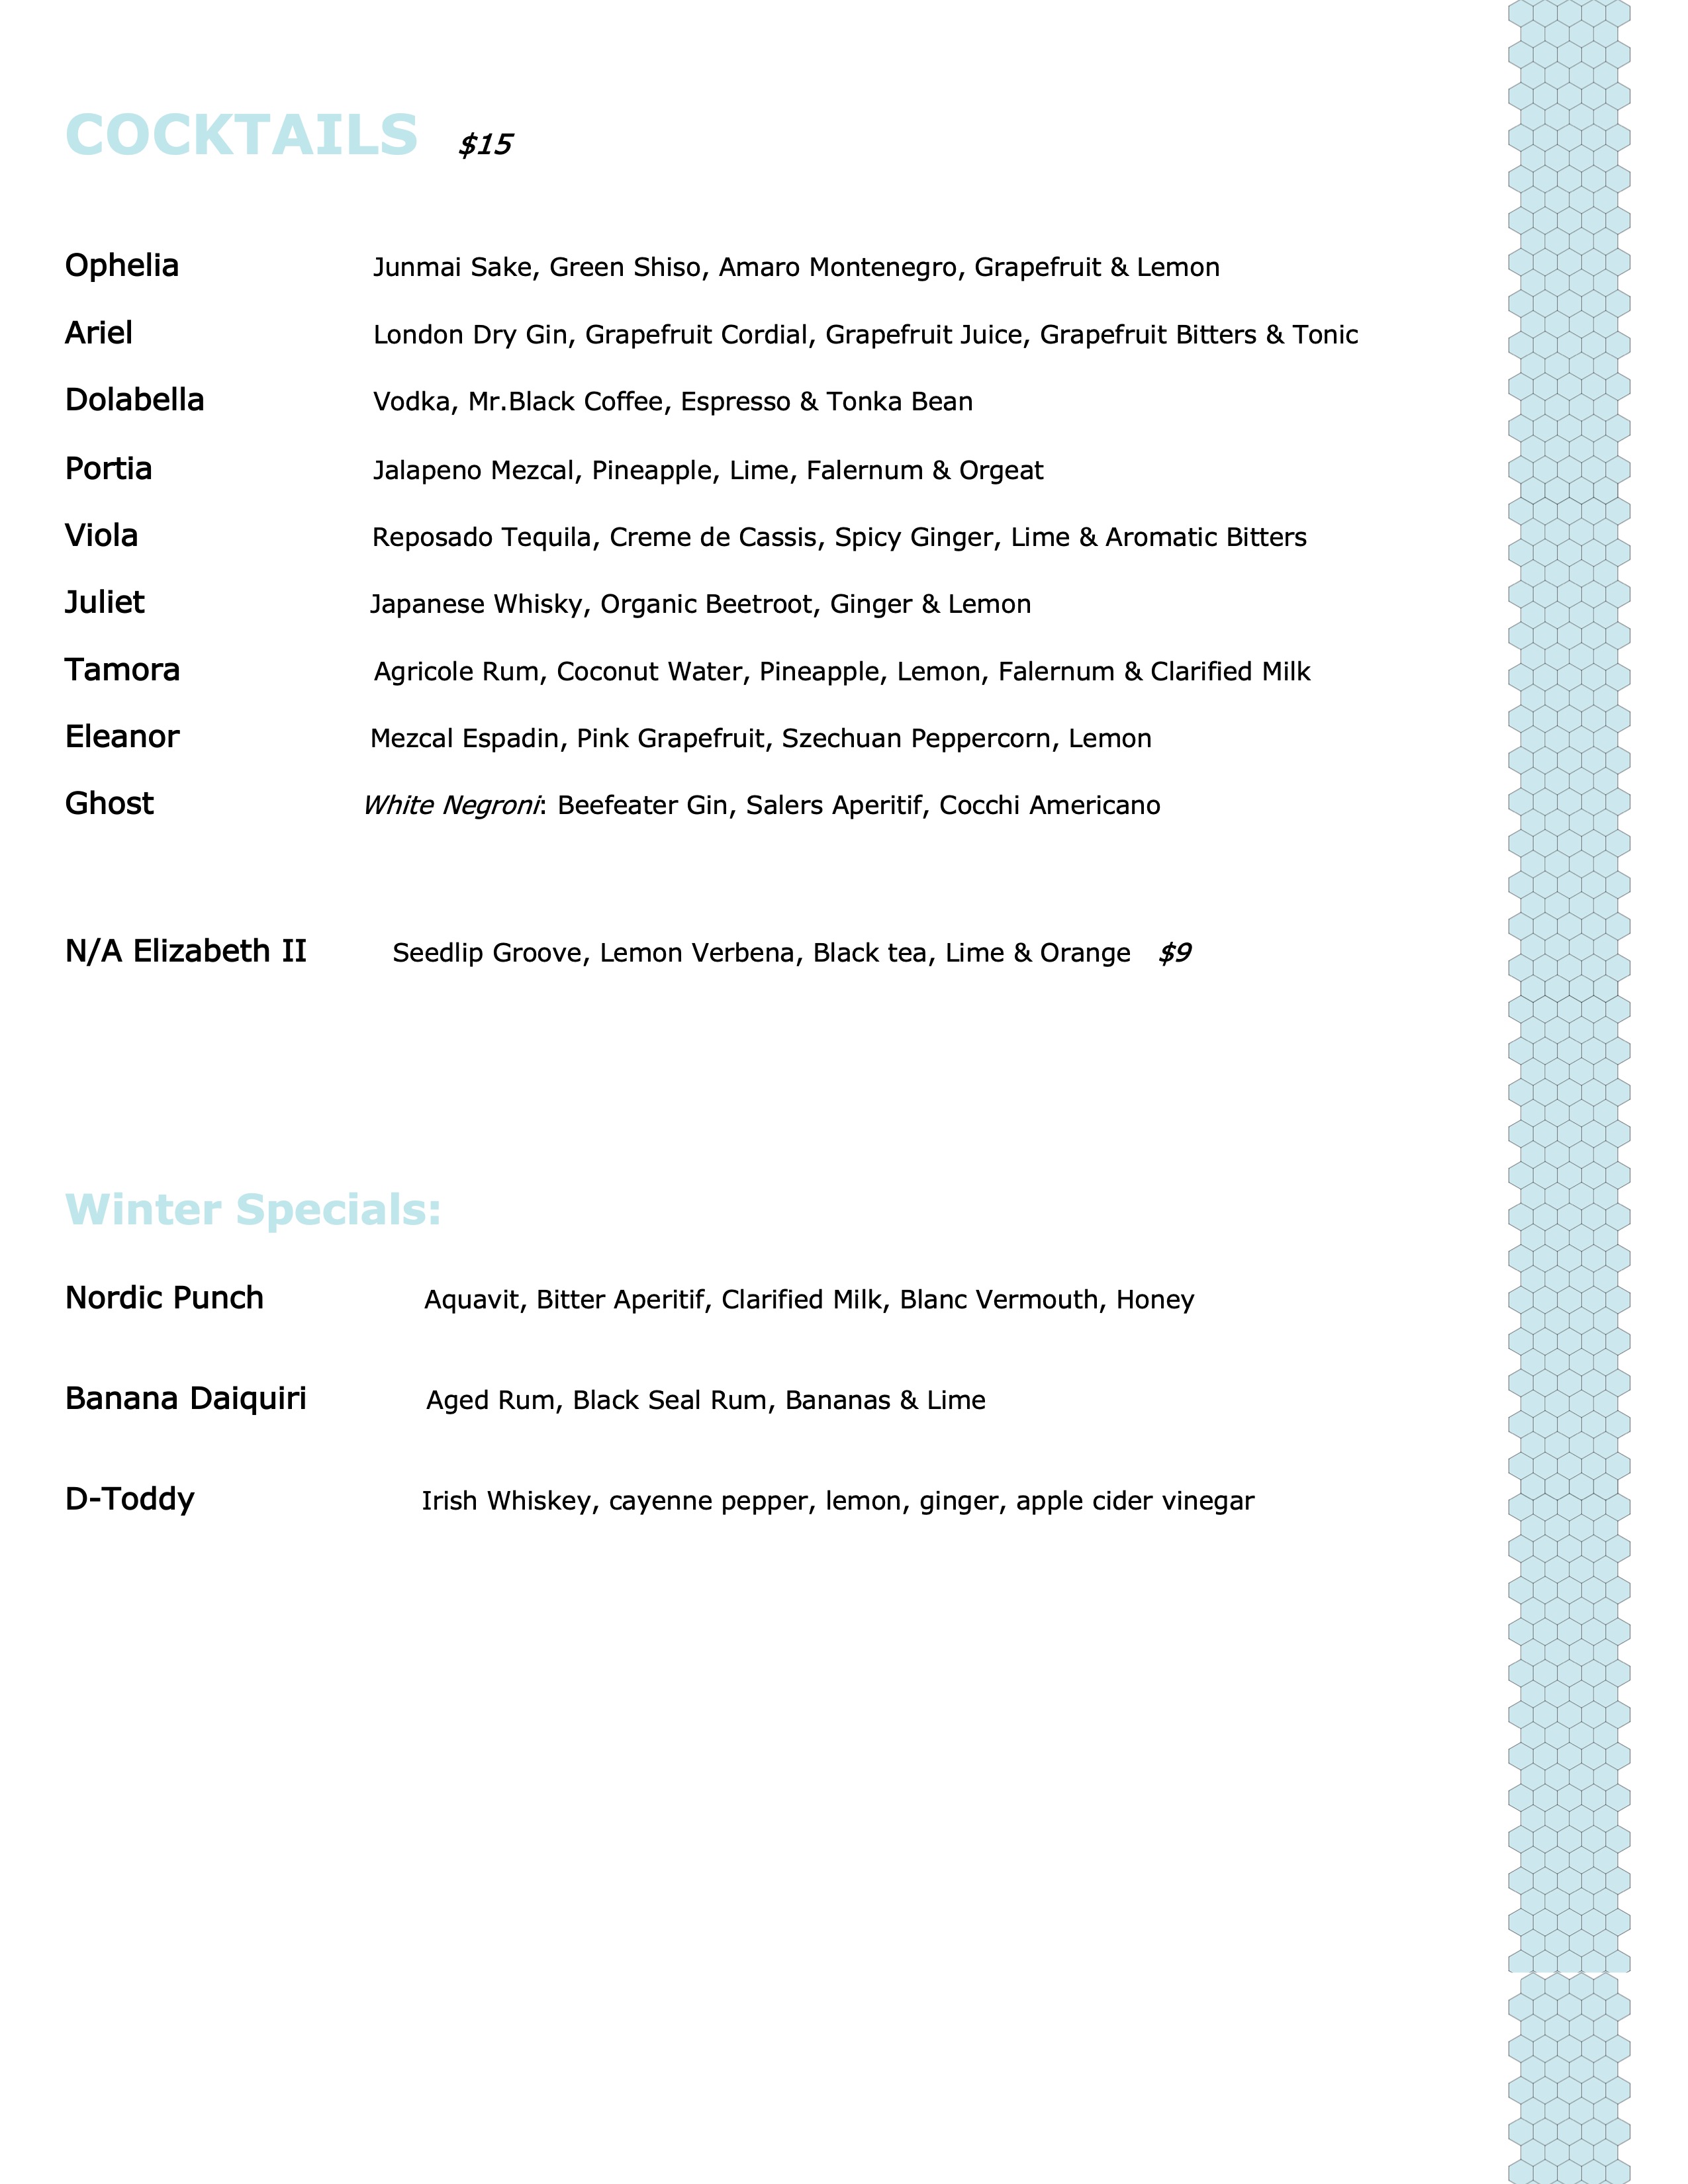 COCKTAILS $15
Ophelia Junmai Sake, Green Shiso, Amaro Montenegro, Grapefruit & Lemon
Ariel London Dry Gin, Grapefruit Cordial, Grapefruit Juice, Grapefruit Bitters & Tonic
Dolabella Vodka, Mr.Black Coffee, Espresso & Tonka Bean
Portia Jalapeno Mezcal, Pineapple, Lime, Falernum & Orgeat
Viola Reposado Tequila, Creme de Cassis, Spicy Ginger, Lime & Aromatic Bitters
Juliet Japanese Whisky, Organic Beetroot, Ginger & Lemon
Tamora Agricole Rum, Coconut Water, Pineapple, Lemon, Falernum & Clarified Milk
Eleanor Mezcal Espadin, Pink Grapefruit, Szechuan Peppercorn, Lemon
Ghost White Negroni: Beefeater Gin, Salers Aperitif, Cocchi Americano
N/A Elizabeth II Seedlip Groove, Lemon Verbena, Black tea, Lime & Orange $9
Winter Specials:
Nordic Punch Aquavit, Bitter Aperitif, Clarified Milk, Blanc Vermouth, Honey
Banana Daiquiri Aged Rum, Black Seal Rum, Bananas & Lime
D-Toddy Irish Whiskey, cayenne pepper, lemon, ginger, apple cider vinegar